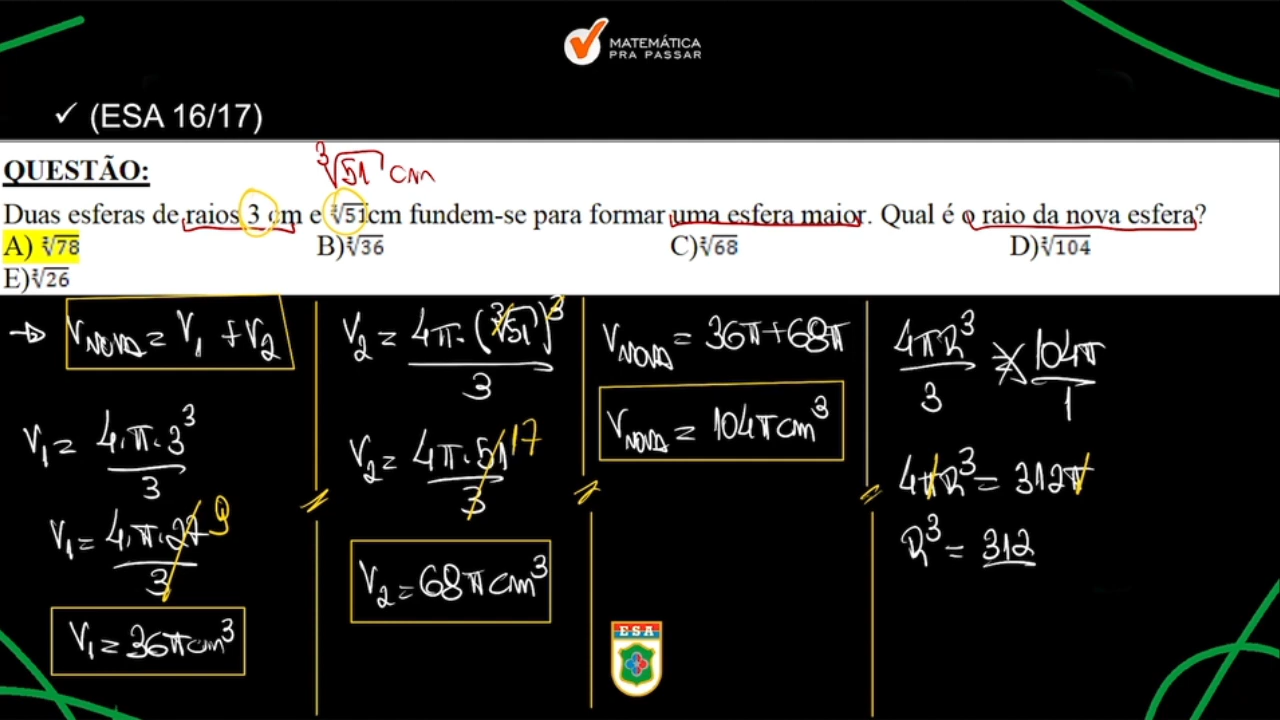 MATEMÁTICA
PRA PASSAR
✓ (ESA 16/17)
QUESTÃO:
∛51 cm
Duas esferas de raios 3 cm e ∛51cm fundem-se para formar uma esfera maior. Qual é o raio da nova esfera?
A) ∛78 B)∛36 C)∛68 D)∛104
E)∛26
→ V_NOVA = V₁ + V₂
V₁ = 4.π.3³/3
V₁ = 4.π.27/3 9
V₁ = 36π cm³
V₂ = 4π.(∛51)³/3
V₂ = 4π.51/3 17
V₂ = 68π cm³
V_NOVA = 36π+68π
V_NOVA = 104π cm³
4πR³/3 = 104π/1
4πR³ = 312π
R³ = 312
ESA